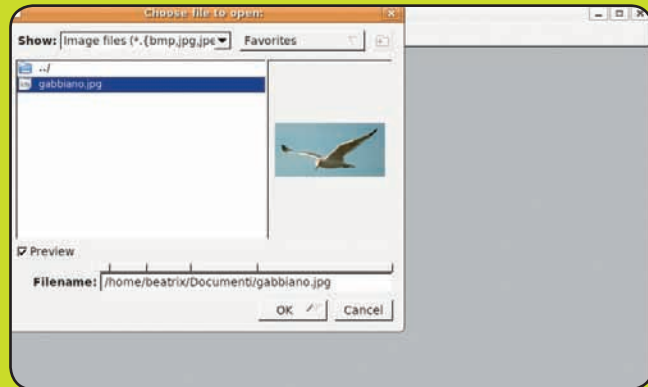 Choose file to open:
Show: Image files (*.{bmp,jpg,jpe Favorites
../
gabbiano.jpg
Preview
Filename: /home/beatrix/Documenti/gabbiano.jpg
OK Cancel